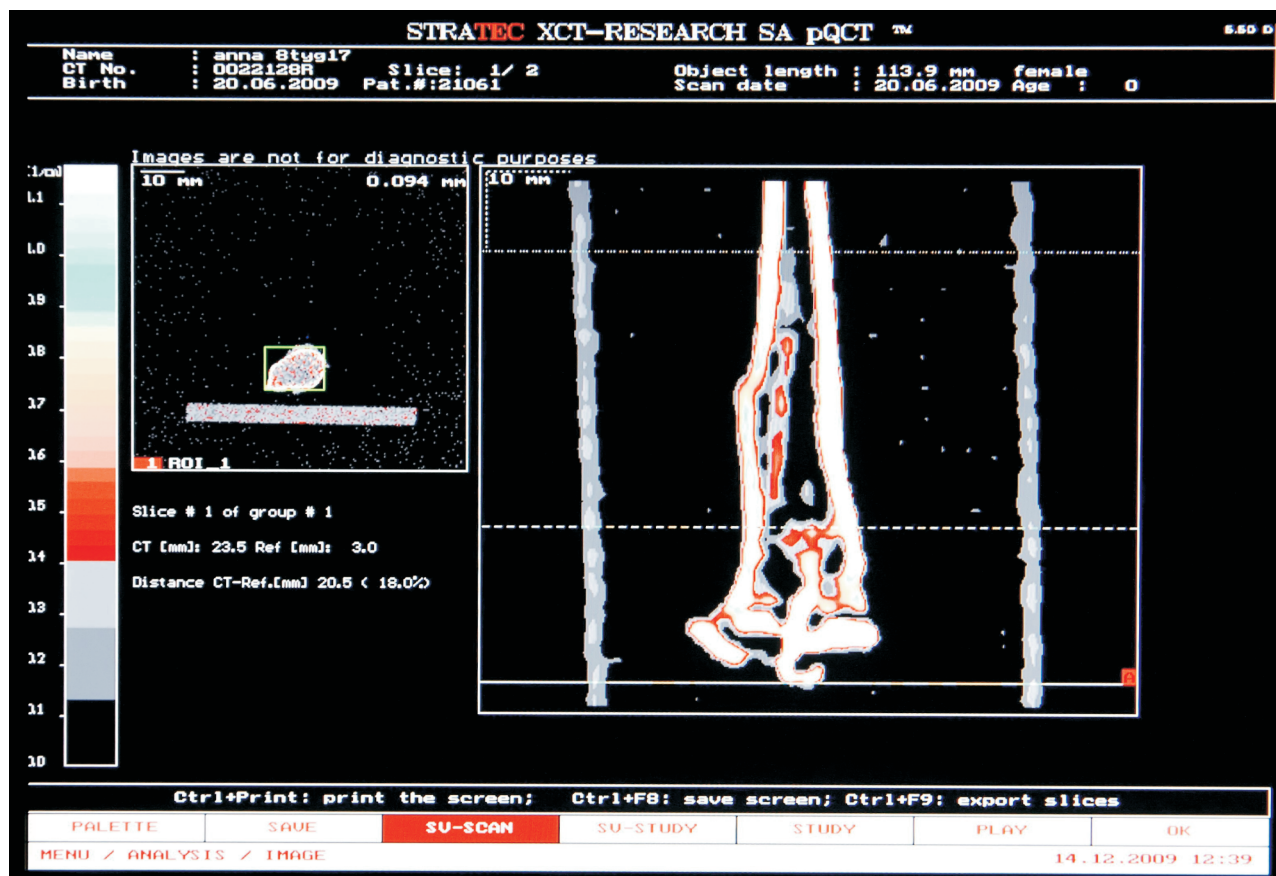 STRATEC XCT-RESEARCH SA pQCT ™
5.50 D
Name : anna 8tyg17
CT No. : 0022128R Slice: 1/ 2 Object length : 113.9 mm female
Birth : 20.06.2009 Pat.#:21061 Scan date : 20.06.2009 Age : 0
Images are not for diagnostic purposes
10 mm 0.094 mm
10 mm
1 ROI_1
A
Slice # 1 of group # 1
CT [mm]: 23.5 Ref [mm]: 3.0
Distance CT-Ref.[mm] 20.5 ( 18.0%)
Ctrl+Print: print the screen; Ctrl+F8: save screen; Ctrl+F9: export slices
PALETTE SAVE SV-SCAN SV-STUDY STUDY PLAY OK
MENU / ANALYSIS / IMAGE 14.12.2009 12:39